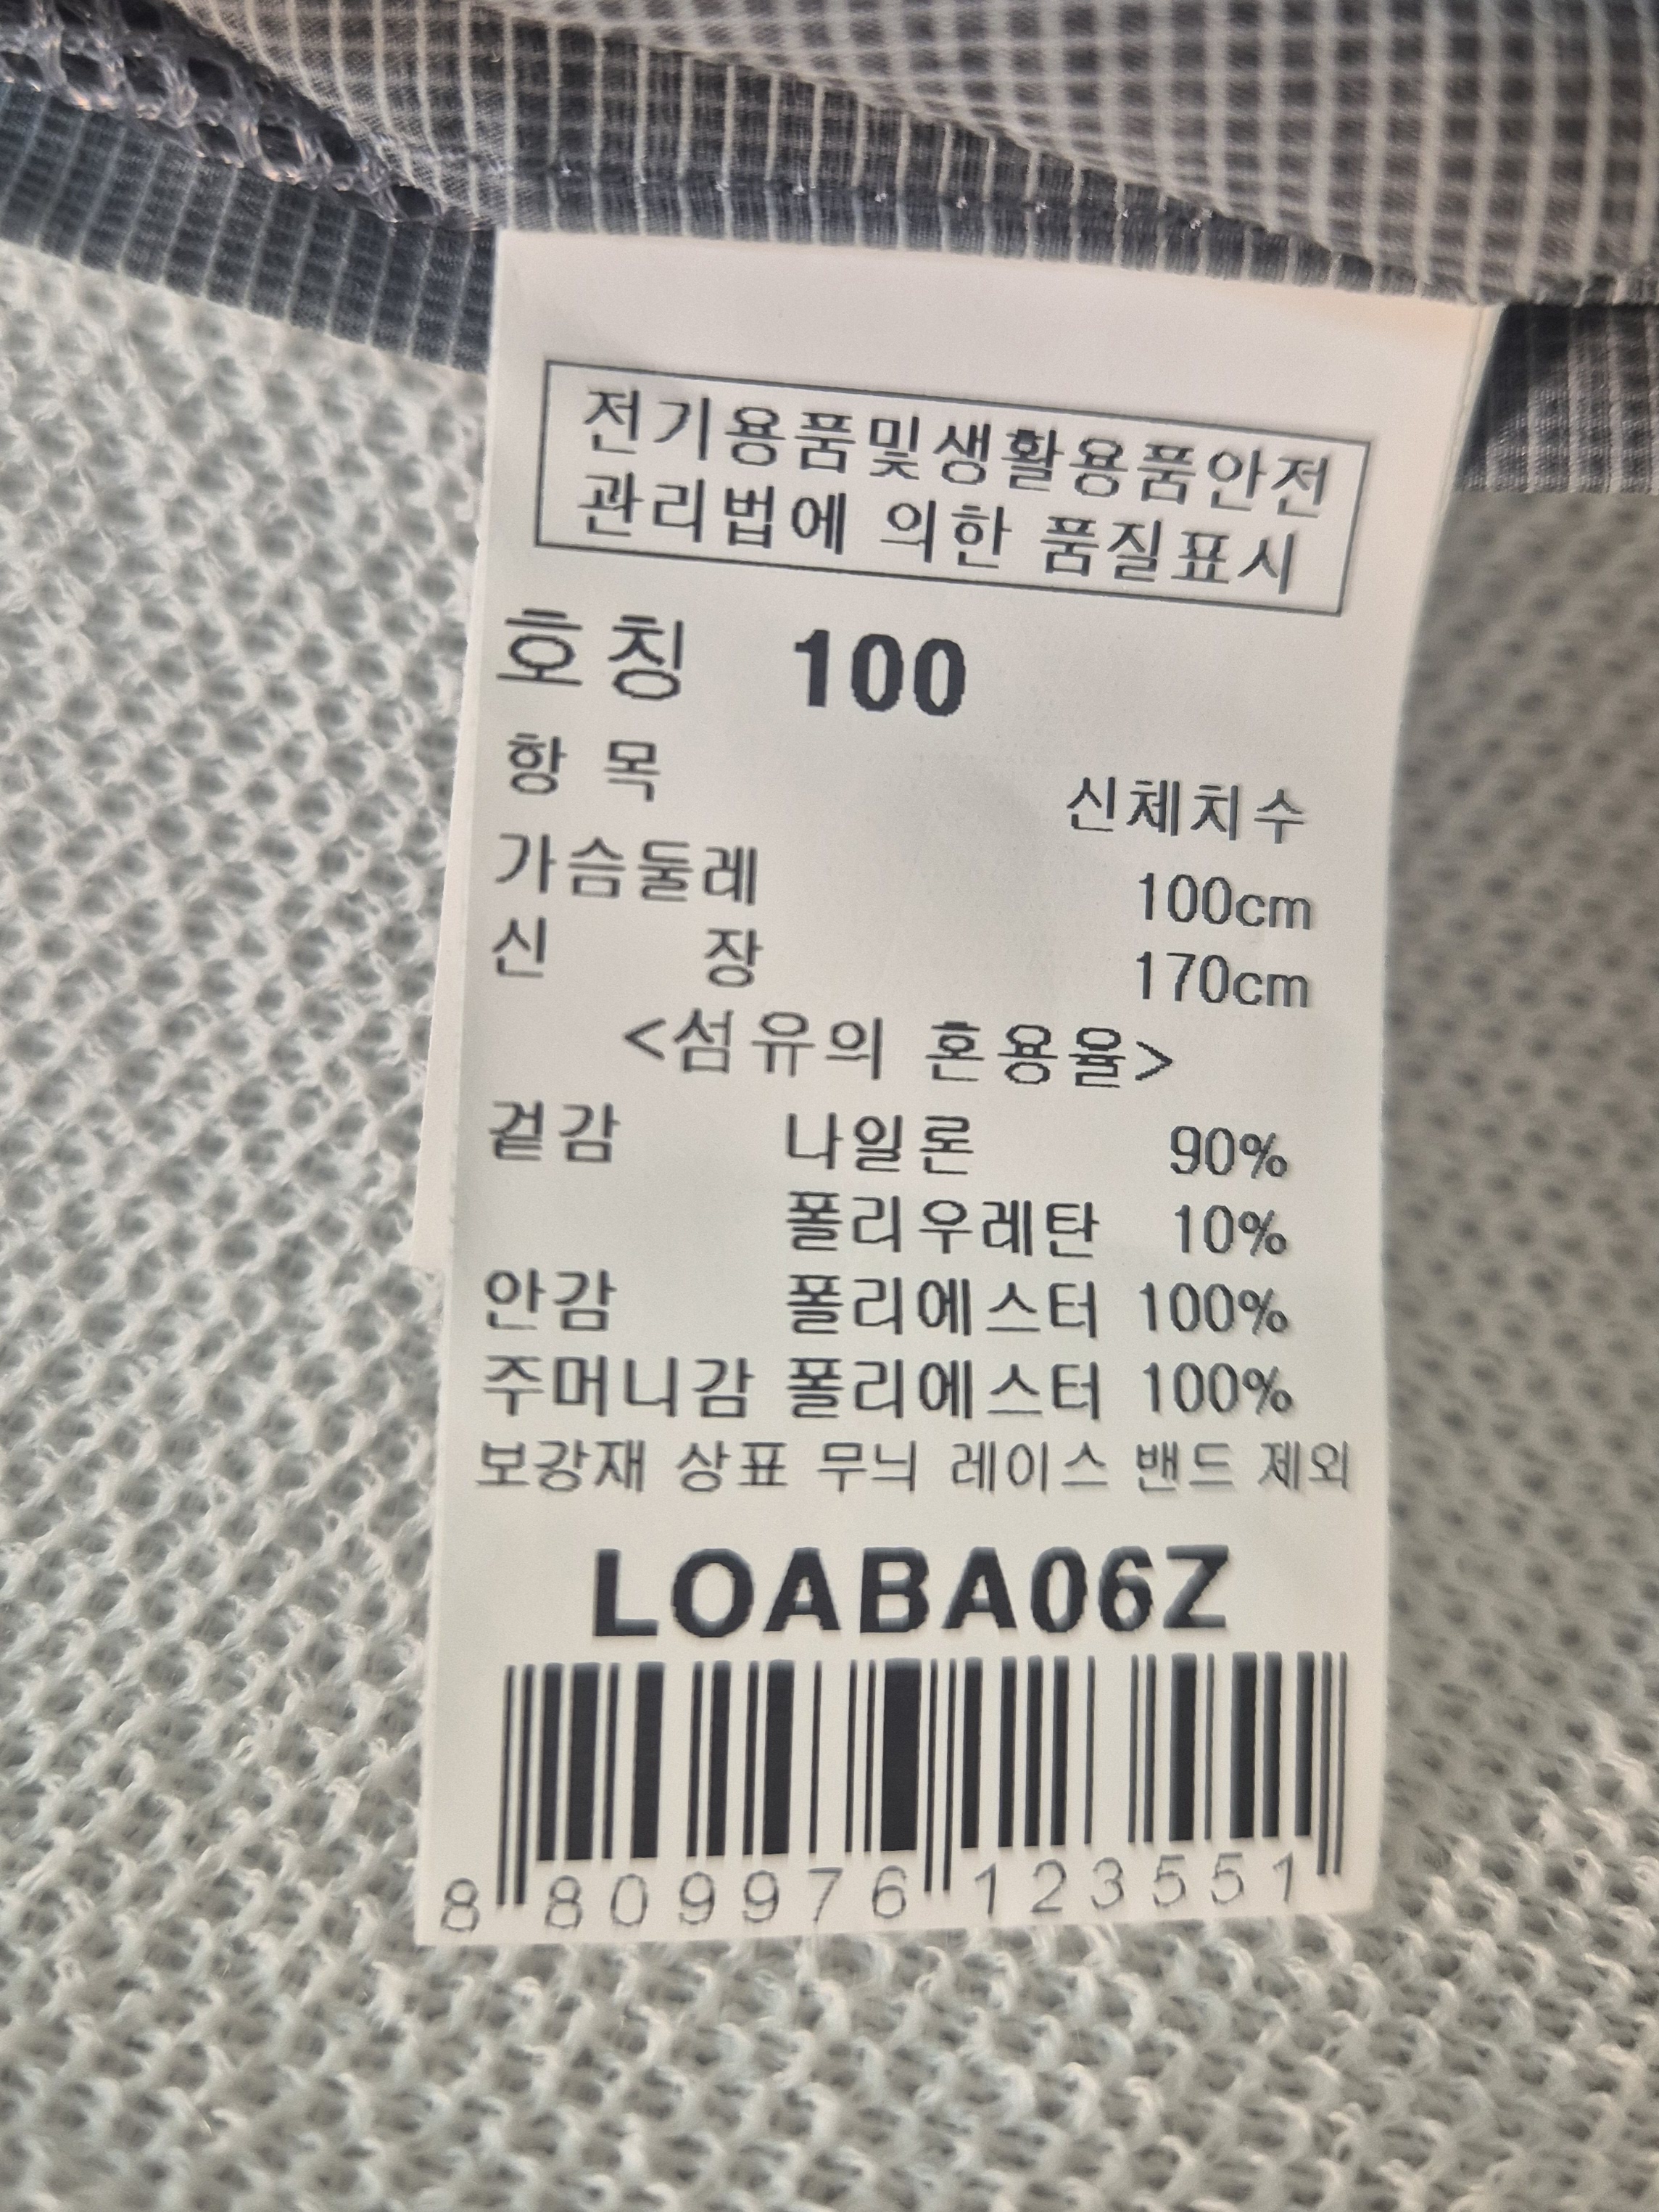 전기용품및생활용품안전
관리법에 의한 품질표시
호칭 100
항 목 신체치수
가슴둘레 100cm
신 장 170cm
<섬유의 혼용율>
겉감 나일론 90%
폴리우레탄 10%
안감 폴리에스터 100%
주머니감 폴리에스터 100%
보강재 상표 무늬 레이스 밴드 제외
LOABA06Z
8 809976 123551